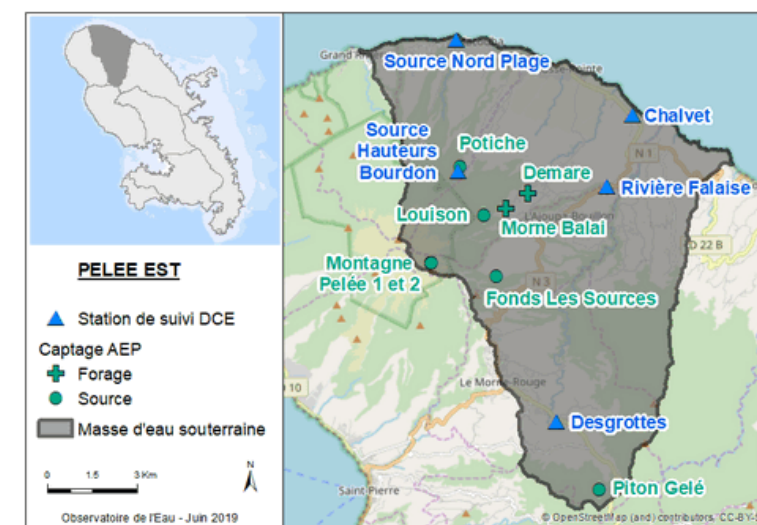 PELEE EST
Station de suivi DCE
Captage AEP
Forage
Source
Masse d'eau souterraine
0 1.5 3 Km
N
Observatoire de l'Eau - Juin 2019
Source Nord Plage
Chalvet
Source
Hauteurs
Bourdon
Potiche
Demare
Rivière Falaise
N 1
Louison
Morne Balai
D 22 B
Montagne
Pelée 1 et 2
Fonds Les Sources
N 3
D 10
Le Morne-Rouge
Desgrottes
Saint-Pierre
Piton Gelé
© OpenStreetMap (and) contributors, CC-BY-S